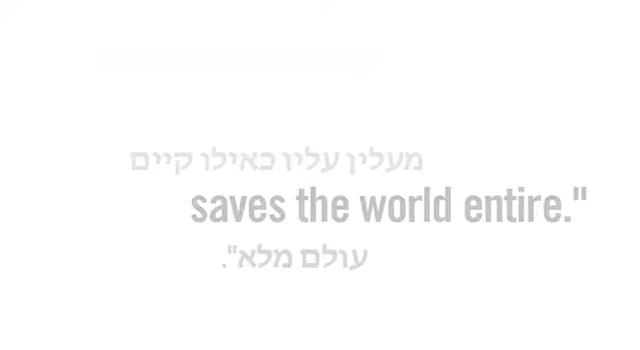 מעלין עליו כאילו קיים
saves the world entire."
עולם מלא".